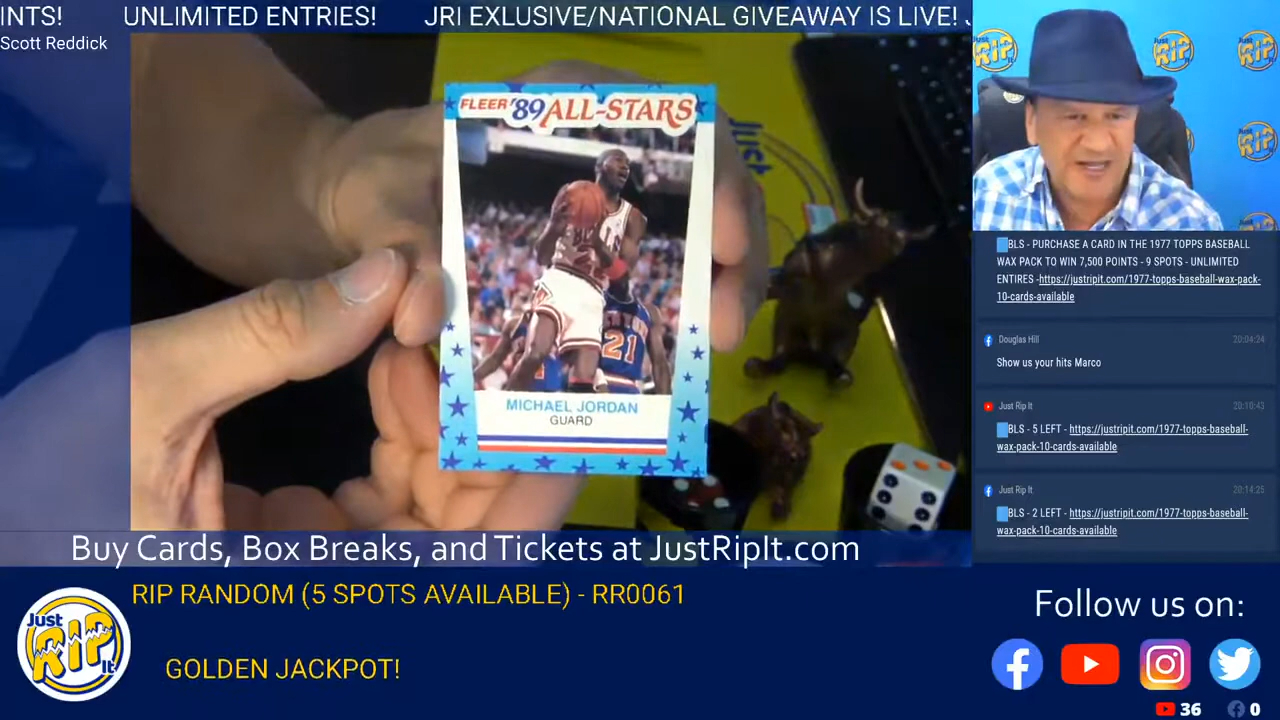 INTS! UNLIMITED ENTRIES! JRI EXLUSIVE/NATIONAL GIVEAWAY IS LIVE!
Scott Reddick
FLEER '89 ALL-STARS
21
MICHAEL JORDAN
GUARD
Just
BLS - PURCHASE A CARD IN THE 1977 TOPPS BASEBALL
WAX PACK TO WIN 7,500 POINTS - 9 SPOTS - UNLIMITED
ENTIRES -https://justripit.com/1977-topps-baseball-wax-pack-
10-cards-available
Douglas Hill 20:04:24
Show us your hits Marco
Just Rip It 20:10:43
BLS - 5 LEFT - https://justripit.com/1977-topps-baseball-
wax-pack-10-cards-available
Just Rip It 20:14:25
BLS - 2 LEFT - https://justripit.com/1977-topps-baseball-
wax-pack-10-cards-available
Buy Cards, Box Breaks, and Tickets at JustRipIt.com
RIP RANDOM (5 SPOTS AVAILABLE) - RR0061
GOLDEN JACKPOT!
Just
RIP
It
Follow us on:
36 0